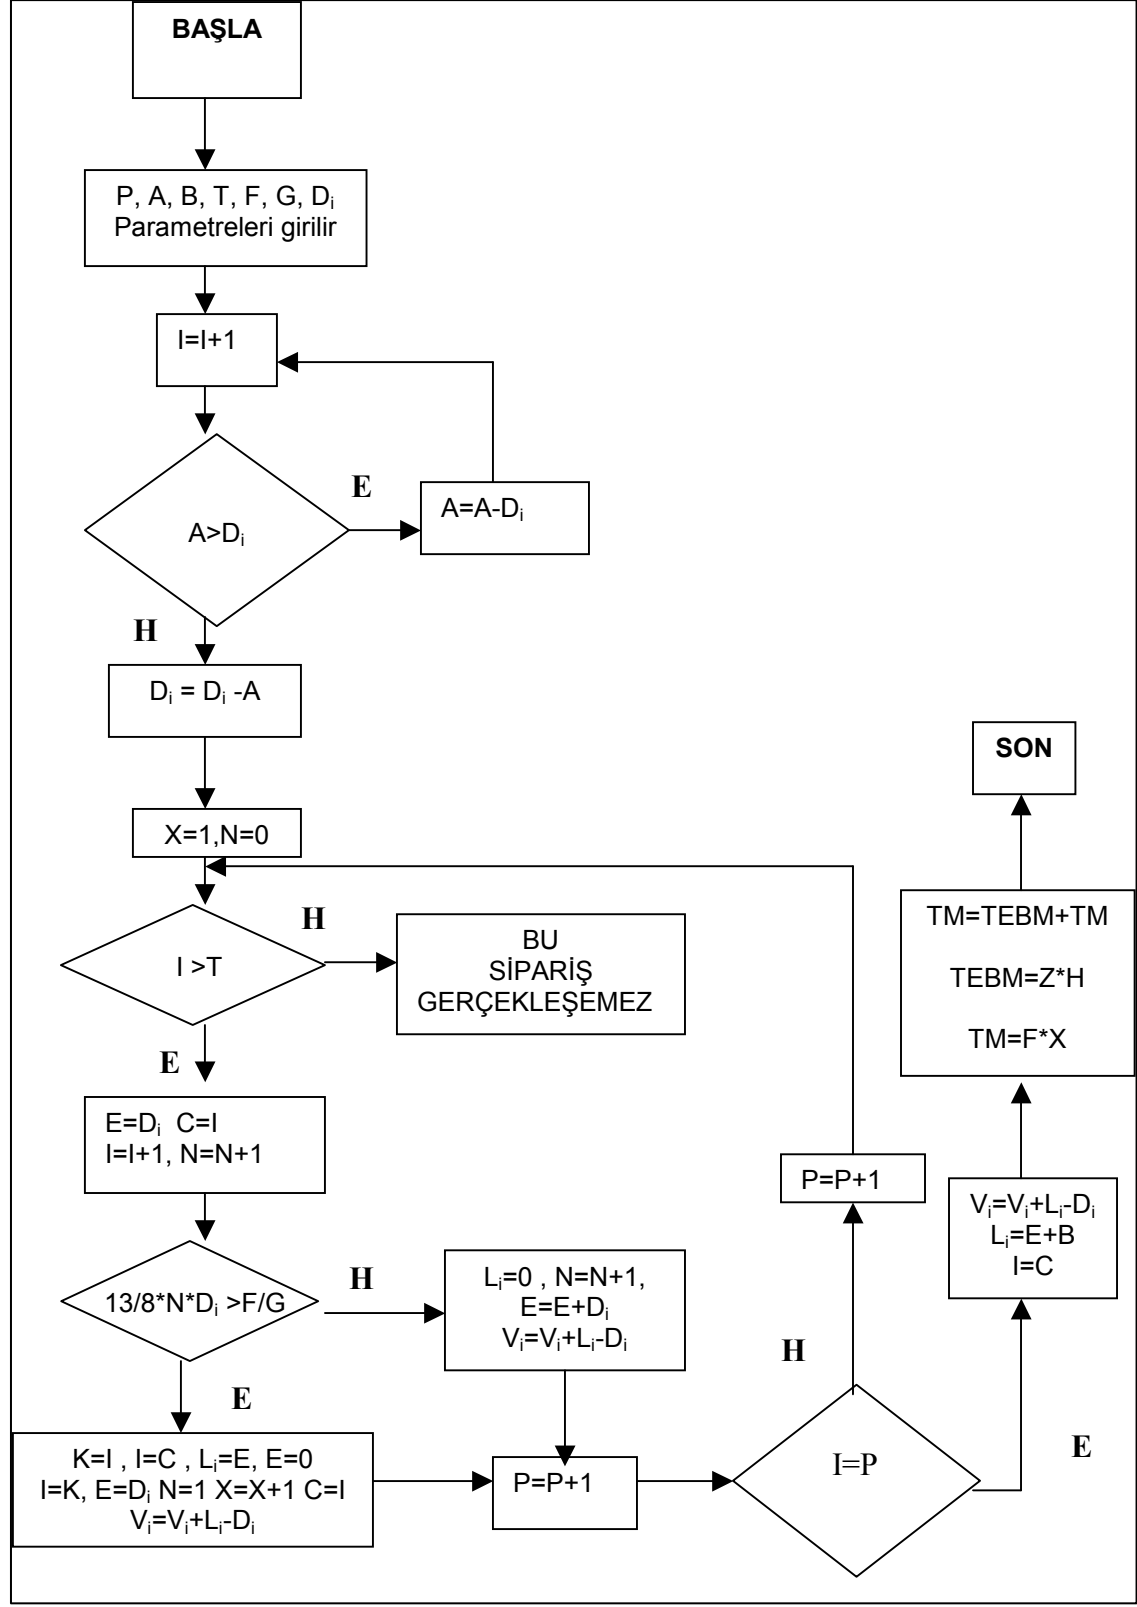 BAŞLA
P, A, B, T, F, G, Di
Parametreleri girilir
I=I+1
A>Di
E
A=A-Di
H
Di = Di -A
X=1,N=0
I >T
H
BU
SİPARİŞ
GERÇEKLEŞEMEZ
E
E=Di C=I
I=I+1, N=N+1
13/8*N*Di >F/G
H
Li=0 , N=N+1,
E=E+Di
Vi=Vi+Li-Di
E
K=I , I=C , Li=E, E=0
I=K, E=Di N=1 X=X+1 C=I
Vi=Vi+Li-Di
P=P+1
I=P
H
P=P+1
E
Vi=Vi+Li-Di
Li=E+B
I=C
TM=TEBM+TM
TEBM=Z*H
TM=F*X
SON